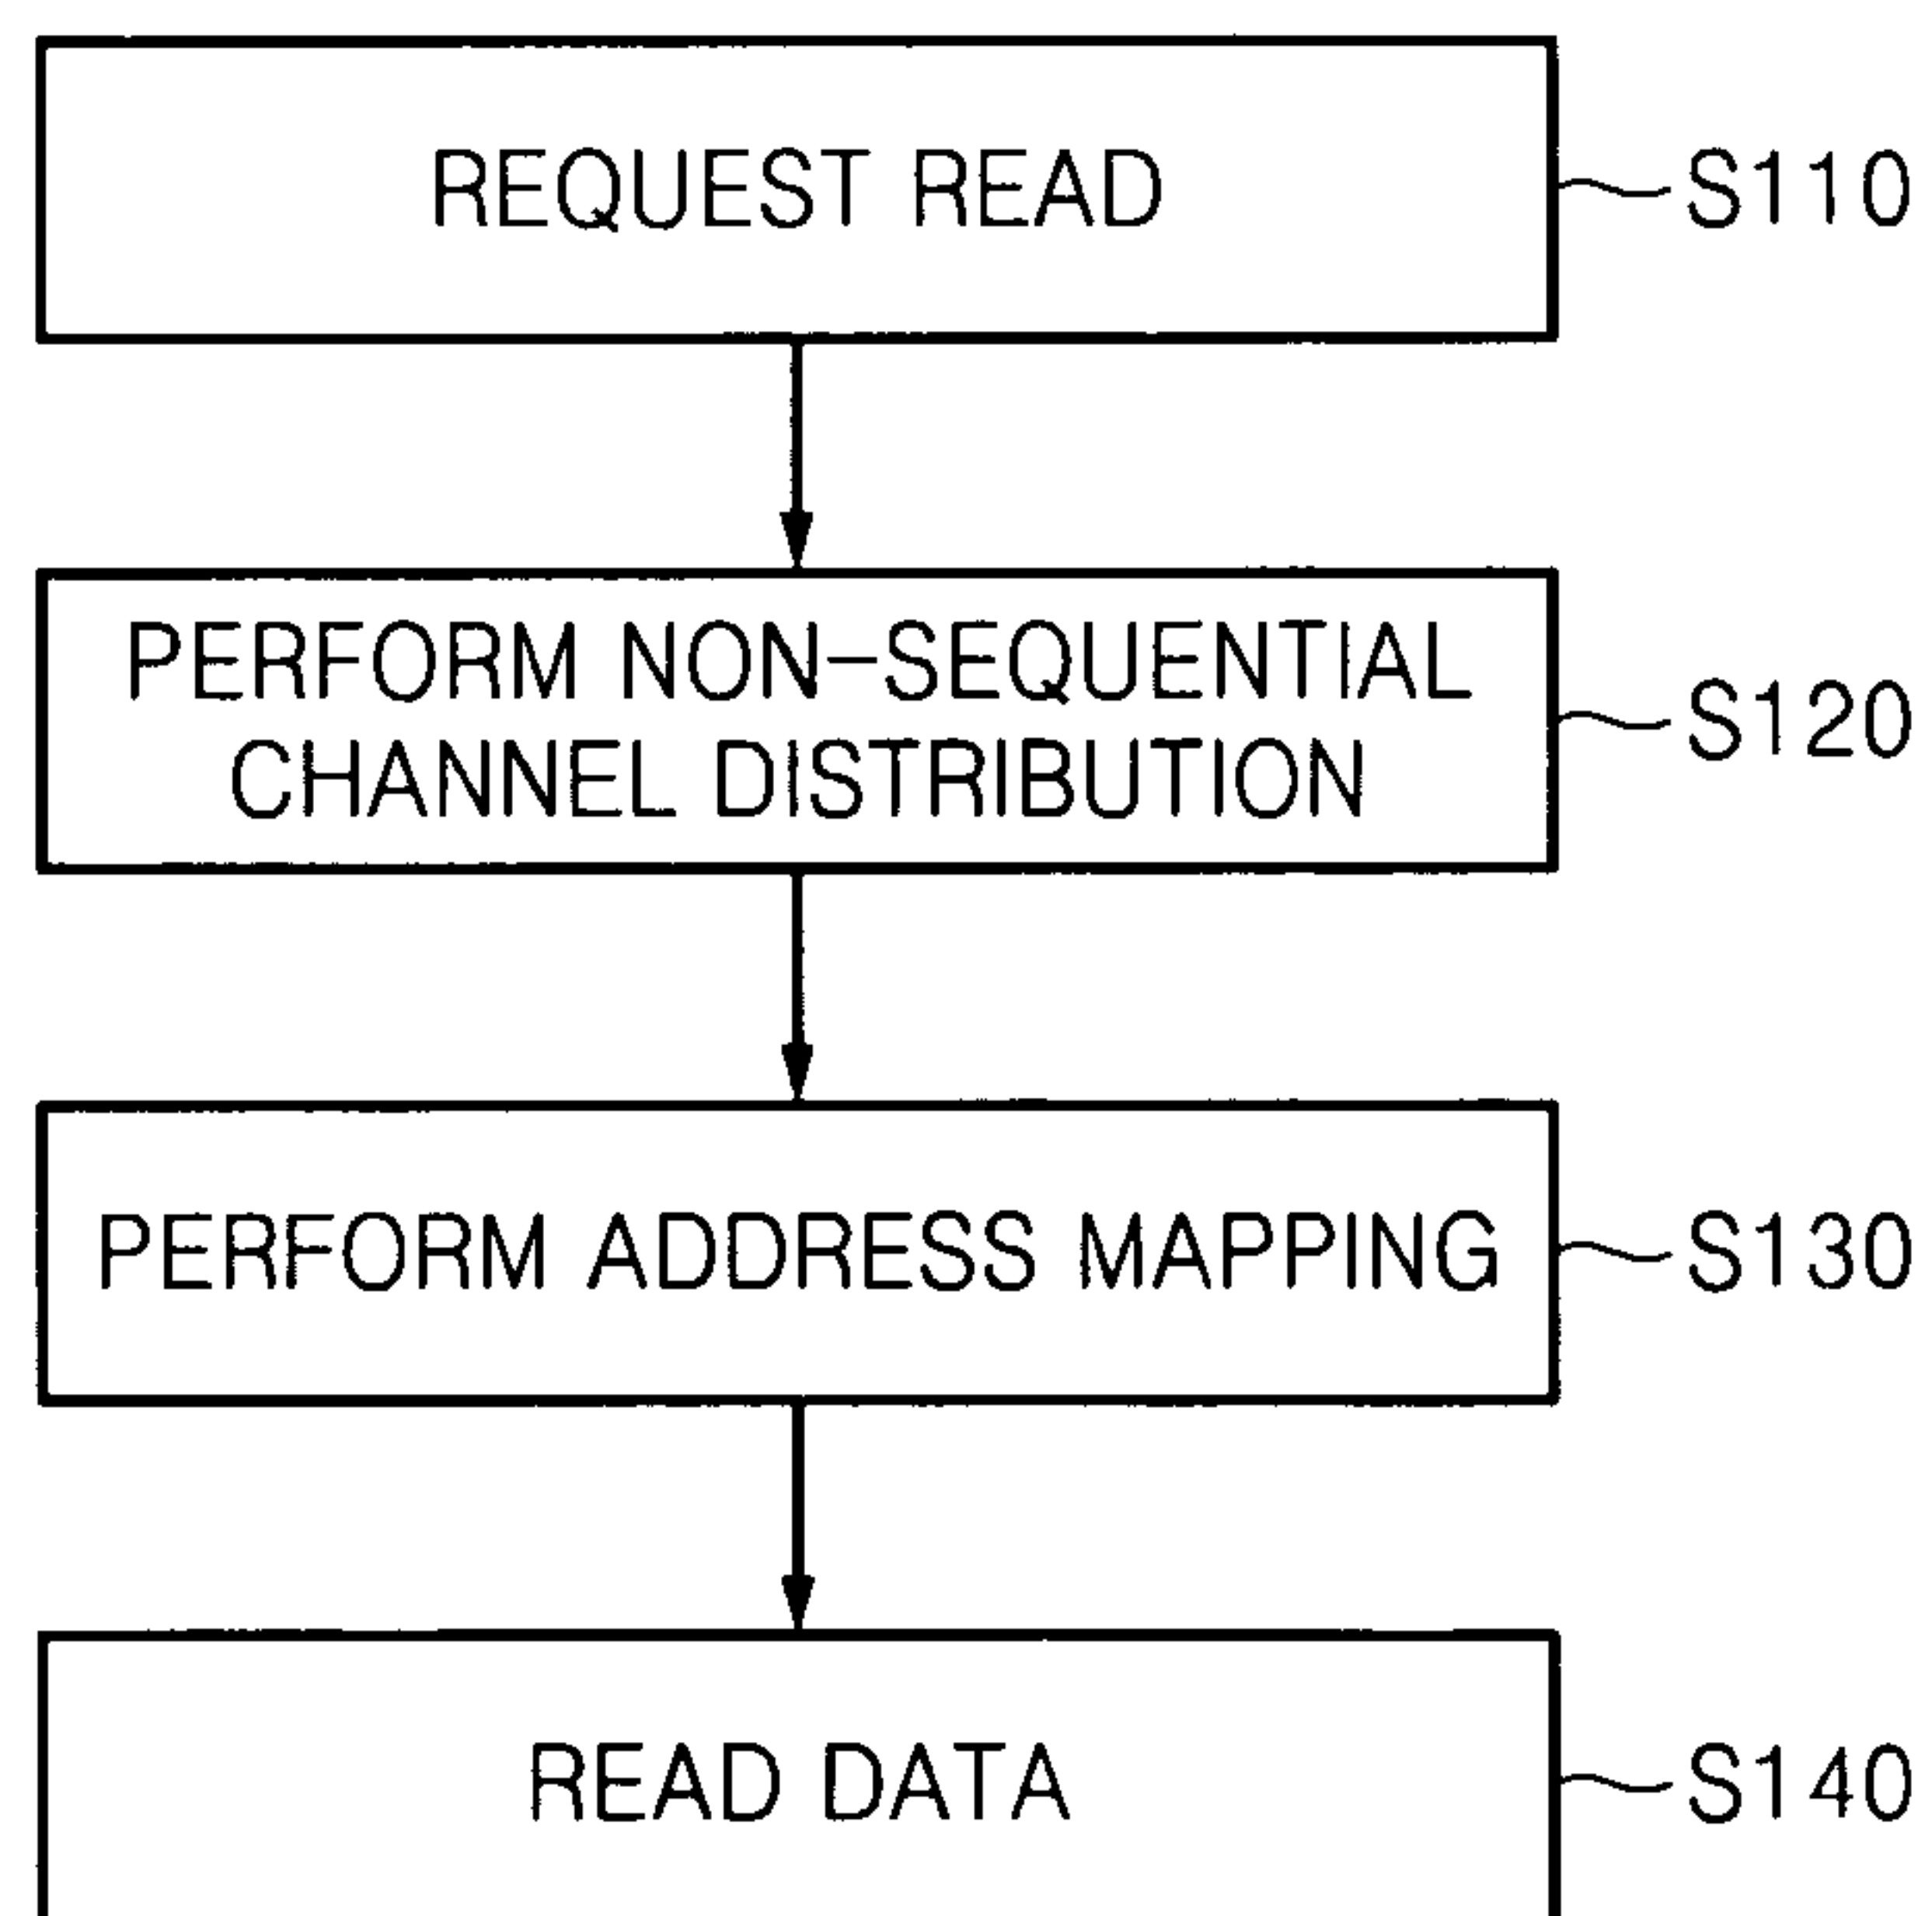 REQUEST READ
S110
PERFORM NON-SEQUENTIAL
CHANNEL DISTRIBUTION
S120
PERFORM ADDRESS MAPPING
S130
READ DATA
S140